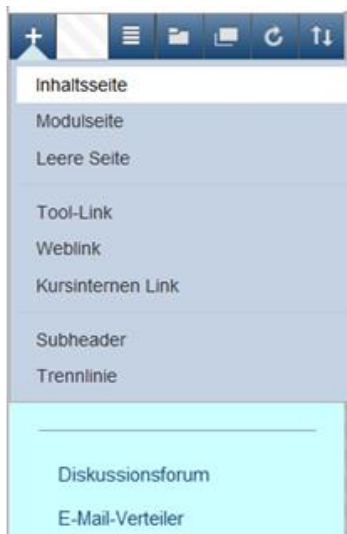 Inhaltsseite
Modulseite
Leere Seite
Tool-Link
Weblink
Kursinternen Link
Subheader
Trennlinie
Diskussionsforum
E-Mail-Verteiler